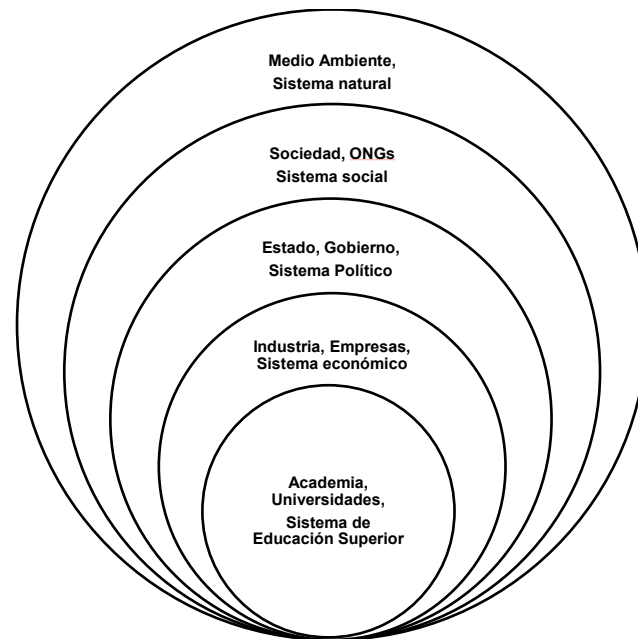 Medio Ambiente,
Sistema natural
Sociedad, ONGs
Sistema social
Estado, Gobierno,
Sistema Político
Industria, Empresas,
Sistema económico
Academia,
Universidades,
Sistema de
Educación Superior